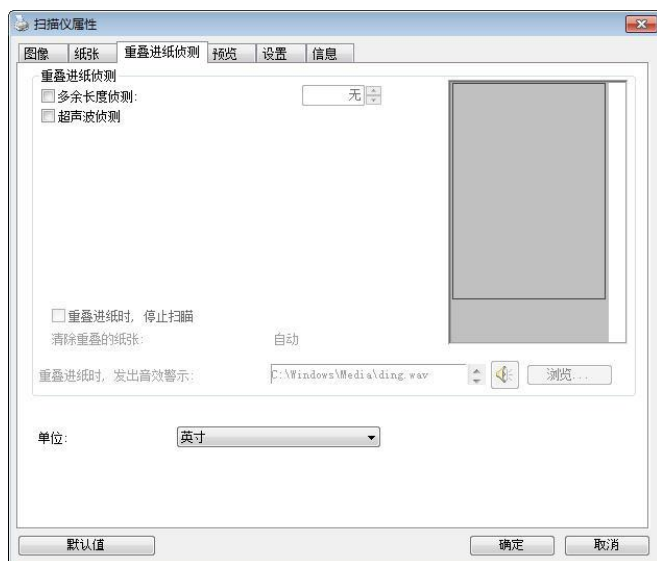 扫描仪属性
图像 纸张 重叠进纸侦测 预览 设置 信息
重叠进纸侦测
多余长度侦测: 无
超声波侦测
重叠进纸时, 停止扫瞄
清除重叠的纸张: 自动
重叠进纸时, 发出音效警示: C:\Windows\Media\ding.wav 浏览...
单位: 英寸
默认值 确定 取消